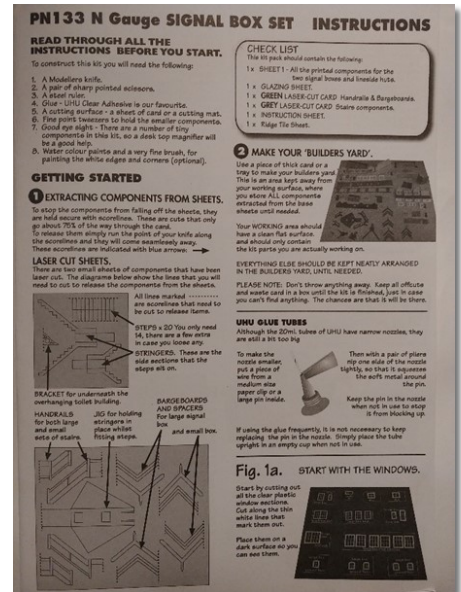 PN133 N Gauge SIGNAL BOX SET INSTRUCTIONS
READ THROUGH ALL THE
INSTRUCTIONS BEFORE YOU START.
To construct this kit you will need the following:
1. A Modellers knife.
2. A pair of sharp pointed scissors.
3. A steel ruler.
4. Glue - UHU Clear Adhesive is our favourite.
5. A cutting surface - a sheet of card or a cutting mat.
6. Fine point tweezers to hold the smaller components.
7. Good eye sight - There are a number of tiny
components in this kit, so a desk top magnifier will
be a good help.
8. Water colour paints and a very fine brush, for
painting the white edges and corners (optional).
GETTING STARTED
1 EXTRACTING COMPONENTS FROM SHEETS.
To stop the components from falling off the sheets, they
are held secure with scorelines. These are cuts that only
go about 75% of the way through the card.
To release them simply run the point of your knife along
the scorelines and they will come seamlessly away.
These scorelines are indicated with blue arrows:
LASER CUT SHEETS.
There are two small sheets of components that have been
laser cut. The diagrams below show the lines that you will
need to cut to release the components from the sheets.
All lines marked ..........
are scorelines that need to
be cut to release items.
STEPS x 20 You only need
14, there are a few extra
in case you loose any.
STRINGERS. These are the
side sections that the
steps sit on.
BRACKET for underneath the
overhanging toilet building.
HANDRAILS
for both large
and small
sets of stairs.
JIG for holding
stringers in
place whilst
fitting steps.
BARGEBOARDS
AND SPACERS
For large signal
box
and small box.
CHECK LIST
This kit pack should contain the following:
1 x SHEET 1 - All the printed components for the
two signal boxes and lineside huts.
1 x GLAZING SHEET.
1 x GREEN LASER-CUT CARD Handrails & Bargeboards.
1 x GREY LASER-CUT CARD Stairs components.
1 x INSTRUCTION SHEET.
1 x Ridge Tile Sheet.
2 MAKE YOUR 'BUILDERS YARD'.
Use a piece of thick card or a
tray to make your builders yard.
This is an area kept away from
your working surface, where
you store ALL components
extracted from the base
sheets until needed.
Your WORKING area should
have a clean flat surface
and should only contain
the kit parts you are actually working on.
EVERYTHING ELSE SHOULD BE KEPT NEATLY ARRANGED
IN THE BUILDERS YARD, UNTIL NEEDED.
PLEASE NOTE: Don't throw anything away. Keep all offcuts
and waste card in a box until the kit is finished, just in case
you can't find anything. The chances are that it will be there.
UHU GLUE TUBES
Although the 20ml tubes of UHU have narrow nozzles, they
are still a bit too big
To make the
nozzle smaller,
put a piece of
wire from a
medium size
paper clip or a
large pin inside.
Then with a pair of pliers
nip one side of the nozzle
tightly, so that it squeeze
the soft metal around
the pin.
Keep the pin in the nozzle
when not in use to stop
it from blocking up.
If using the glue frequently, it is not necessary to keep
replacing the pin in the nozzle. Simply place the tube
upright in an empty cup when not in use.
Fig. 1a. START WITH THE WINDOWS.
Start by cutting out
all the clear plastic
window sections.
Cut along the thin
white lines that
mark them out.
Place them on a
dark surface so you
can see them.